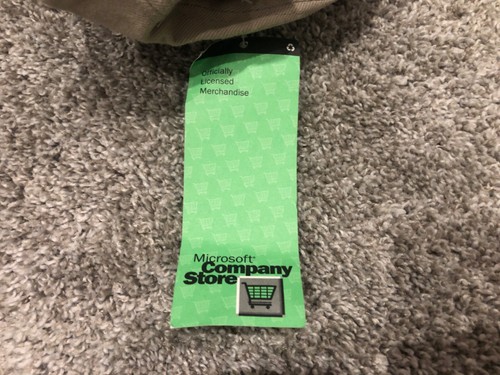 Officially
Licensed
Merchandise
Microsoft®
Company
Store